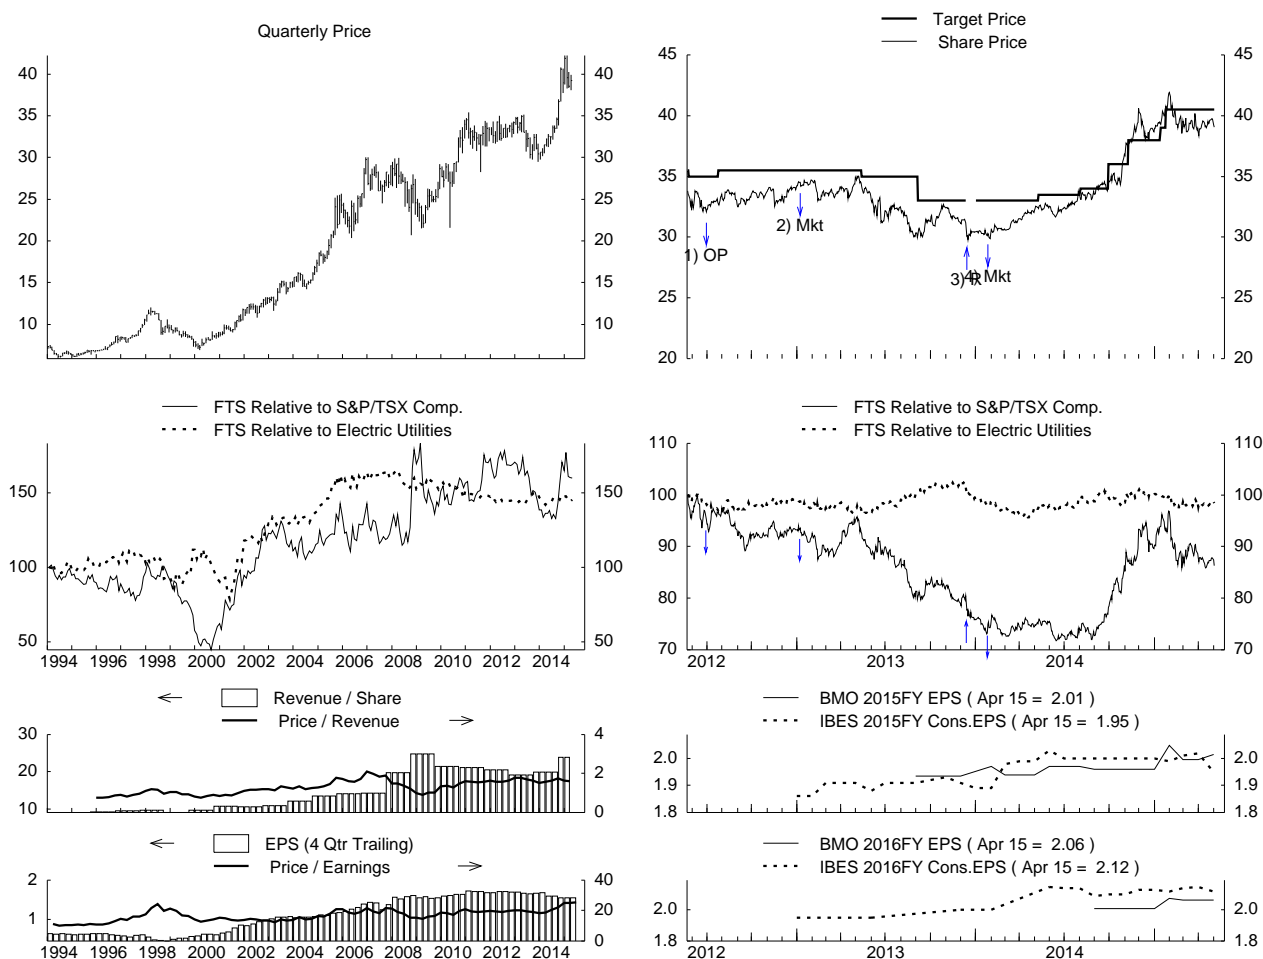 Quarterly Price
40 40
35 35
30 30
25 25
20 20
15 15
10 10
Target Price
Share Price
45 45
40 40
35 35
30 30
25 25
20 20
1) OP
2) Mkt
3) R
4) Mkt
FTS Relative to S&P/TSX Comp.
FTS Relative to Electric Utilities
150 150
100 100
50 50
1994 1996 1998 2000 2002 2004 2006 2008 2010 2012 2014
FTS Relative to S&P/TSX Comp.
FTS Relative to Electric Utilities
110 110
100 100
90 90
80 80
70 70
2012 2013 2014
Revenue / Share
Price / Revenue
30 4
20 2
10 0
BMO 2015FY EPS ( Apr 15 = 2.01 )
IBES 2015FY Cons.EPS ( Apr 15 = 1.95 )
2.0 2.0
1.9 1.9
1.8 1.8
EPS (4 Qtr Trailing)
Price / Earnings
2 40
1 20
0
1994 1996 1998 2000 2002 2004 2006 2008 2010 2012 2014
BMO 2016FY EPS ( Apr 15 = 2.06 )
IBES 2016FY Cons.EPS ( Apr 15 = 2.12 )
2.0 2.0
1.8 1.8
2012 2013 2014